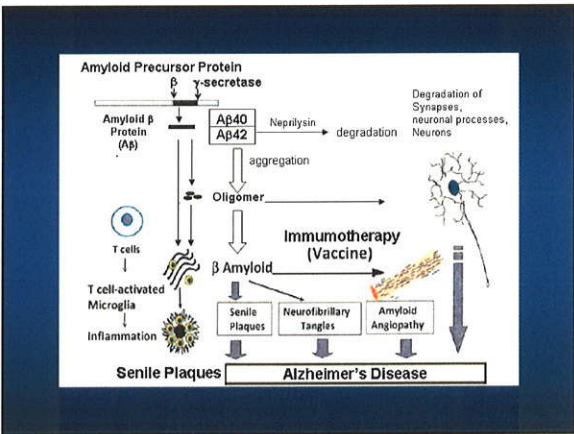 Amyloid Precursor Protein
β γ-secretase
Amyloid β
Protein
(Aβ)
Aβ40
Aβ42
Neprilysin
degradation
Degradation of
Synapses,
neuronal processes,
Neurons
aggregation
Oligomer
T cells
T cell-activated
Microglia
Inflammation
Immumotherapy
(Vaccine)
β Amyloid
Senile
Plaques
Neurofibrillary
Tangles
Amyloid
Angiopathy
Senile Plaques
Alzheimer's Disease